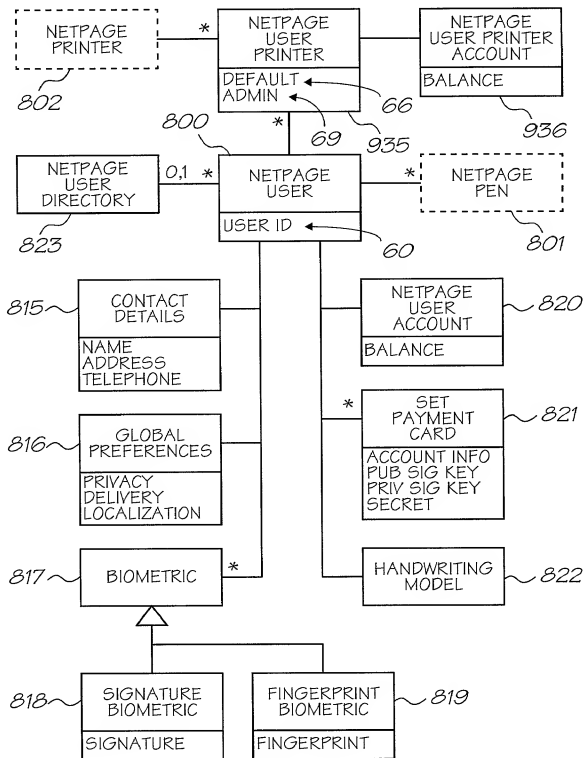 NETPAGE
PRINTER
802
*
NETPAGE
USER
PRINTER
DEFAULT
ADMIN
66
69
935
NETPAGE
USER PRINTER
ACCOUNT
BALANCE
936
*
800
NETPAGE
USER
DIRECTORY
823
0,1
*
NETPAGE
USER
USER ID
60
*
NETPAGE
PEN
801
815
CONTACT
DETAILS
NAME
ADDRESS
TELEPHONE
NETPAGE
USER
ACCOUNT
BALANCE
820
816
GLOBAL
PREFERENCES
PRIVACY
DELIVERY
LOCALIZATION
*
SET
PAYMENT
CARD
ACCOUNT INFO
PUB SIG KEY
PRIV SIG KEY
SECRET
821
817
BIOMETRIC
*
HANDWRITING
MODEL
822
818
SIGNATURE
BIOMETRIC
SIGNATURE
FINGERPRINT
BIOMETRIC
FINGERPRINT
819